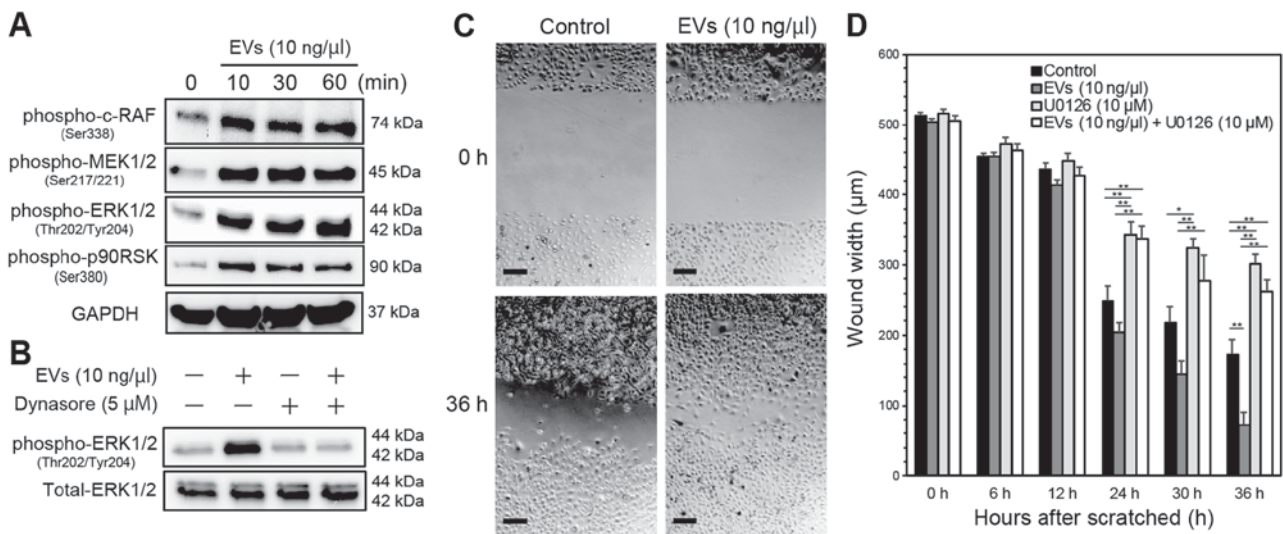 A
EVs (10 ng/μl)
0 10 30 60 (min)
phospho-c-RAF
(Ser338)
74 kDa
phospho-MEK1/2
(Ser217/221)
45 kDa
phospho-ERK1/2
(Thr202/Tyr204)
44 kDa
42 kDa
phospho-p90RSK
(Ser380)
90 kDa
GAPDH
37 kDa
B
EVs (10 ng/μl) — + — +
Dynasore (5 μM) — — + +
phospho-ERK1/2
(Thr202/Tyr204)
44 kDa
42 kDa
Total-ERK1/2
44 kDa
42 kDa
C
Control EVs (10 ng/μl)
0 h
36 h
D
Wound width (μm)
600
500
400
300
200
100
0
Control
EVs (10 ng/μl)
U0126 (10 μM)
EVs (10 ng/μl) + U0126 (10 μM)
**
**
**
**
*
**
**
**
**
**
**
**
0 h 6 h 12 h 24 h 30 h 36 h
Hours after scratched (h)